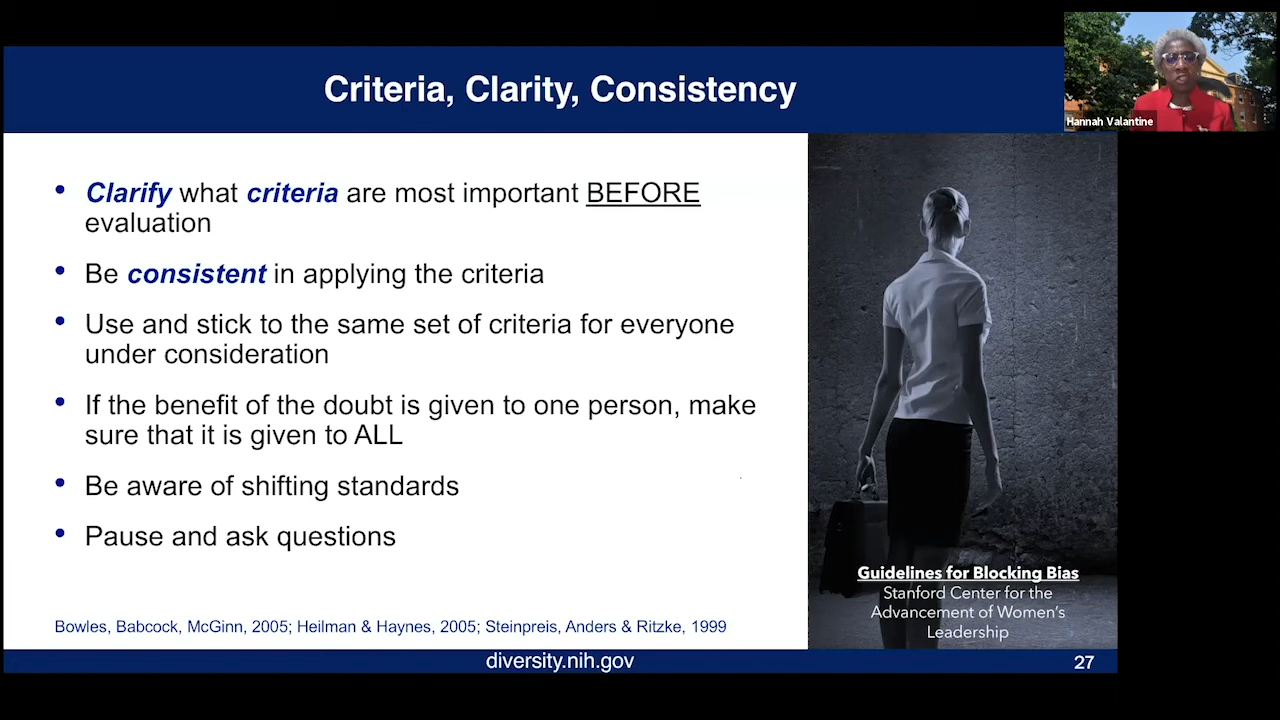 Criteria, Clarity, Consistency
Hannah Valantine
• Clarify what criteria are most important BEFORE
evaluation
• Be consistent in applying the criteria
• Use and stick to the same set of criteria for everyone
under consideration
• If the benefit of the doubt is given to one person, make
sure that it is given to ALL
• Be aware of shifting standards
• Pause and ask questions
Guidelines for Blocking Bias
Stanford Center for the
Advancement of Women's
Leadership
Bowles, Babcock, McGinn, 2005; Heilman & Haynes, 2005; Steinpreis, Anders & Ritzke, 1999
diversity.nih.gov
27